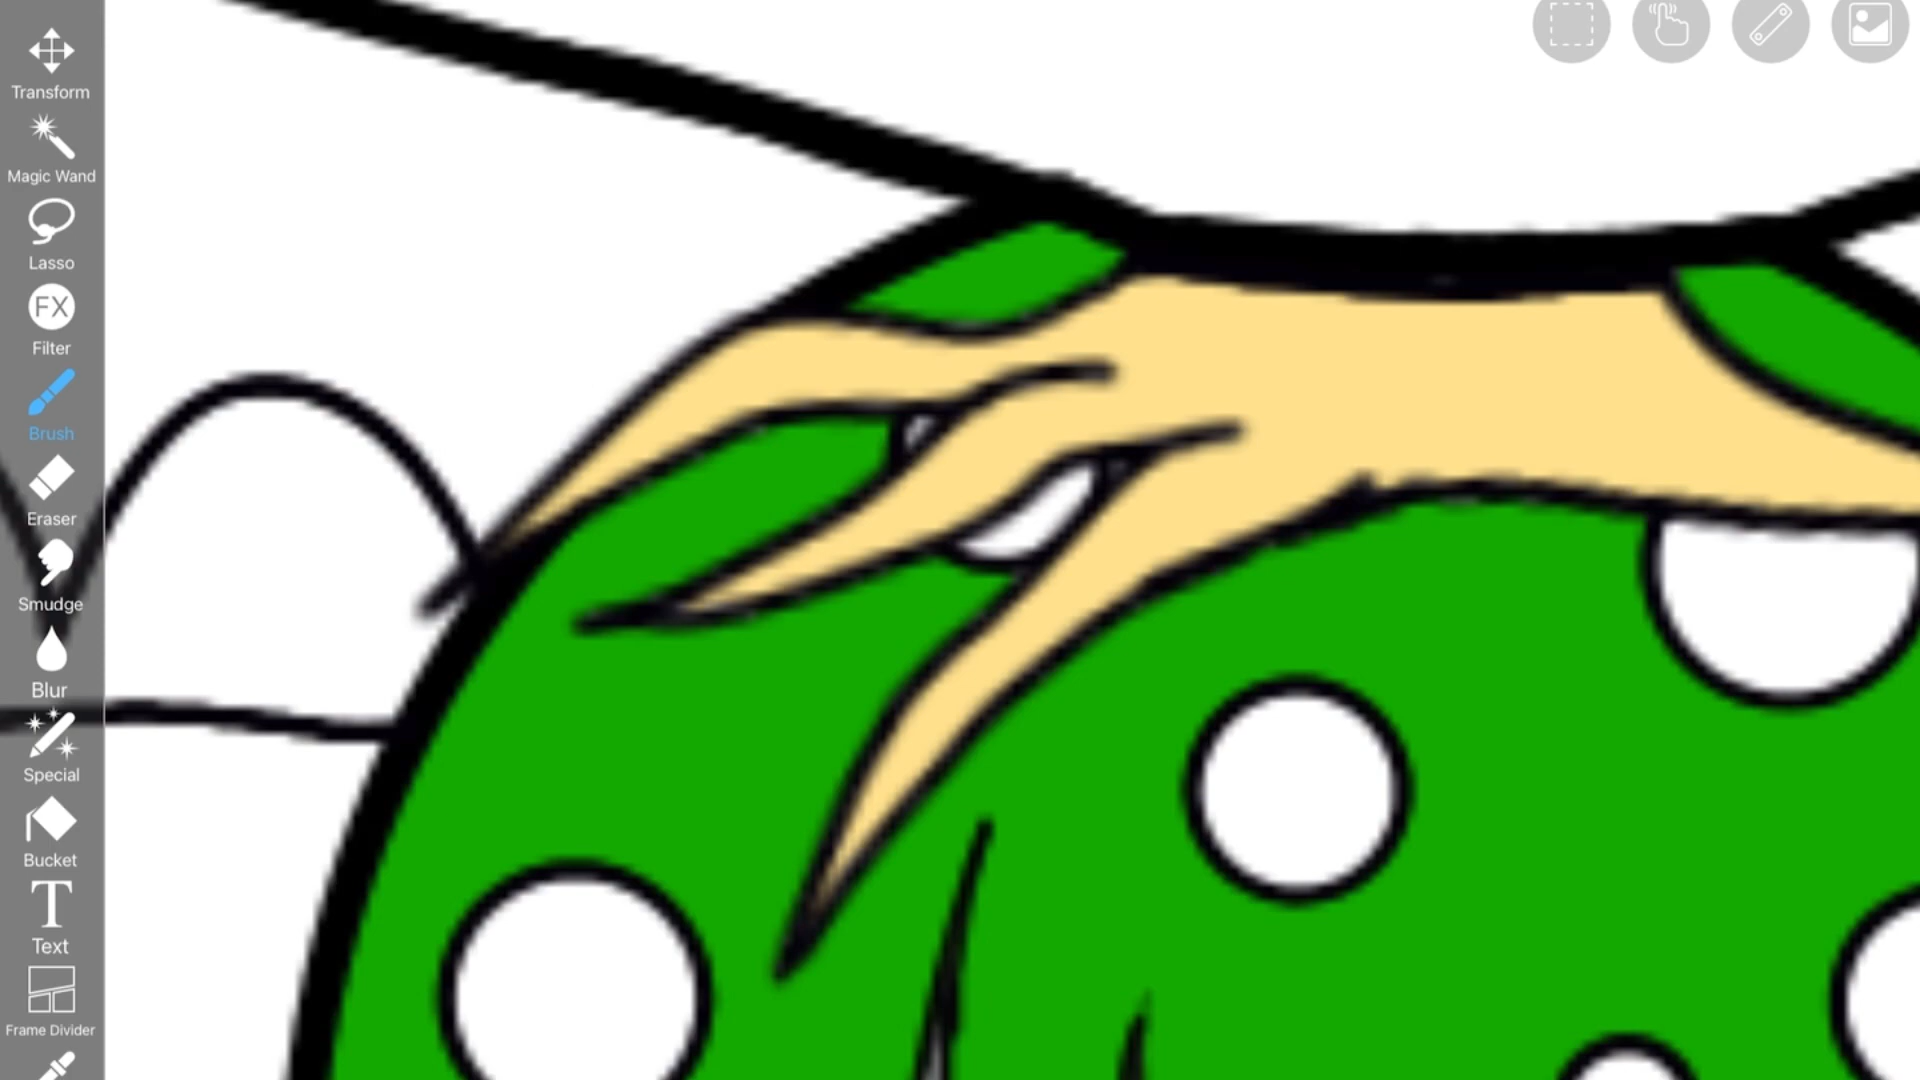 Transform
Magic Wand
Lasso
FX
Filter
Brush
Eraser
Smudge
Blur
Special
Bucket
T
Text
Frame Divider